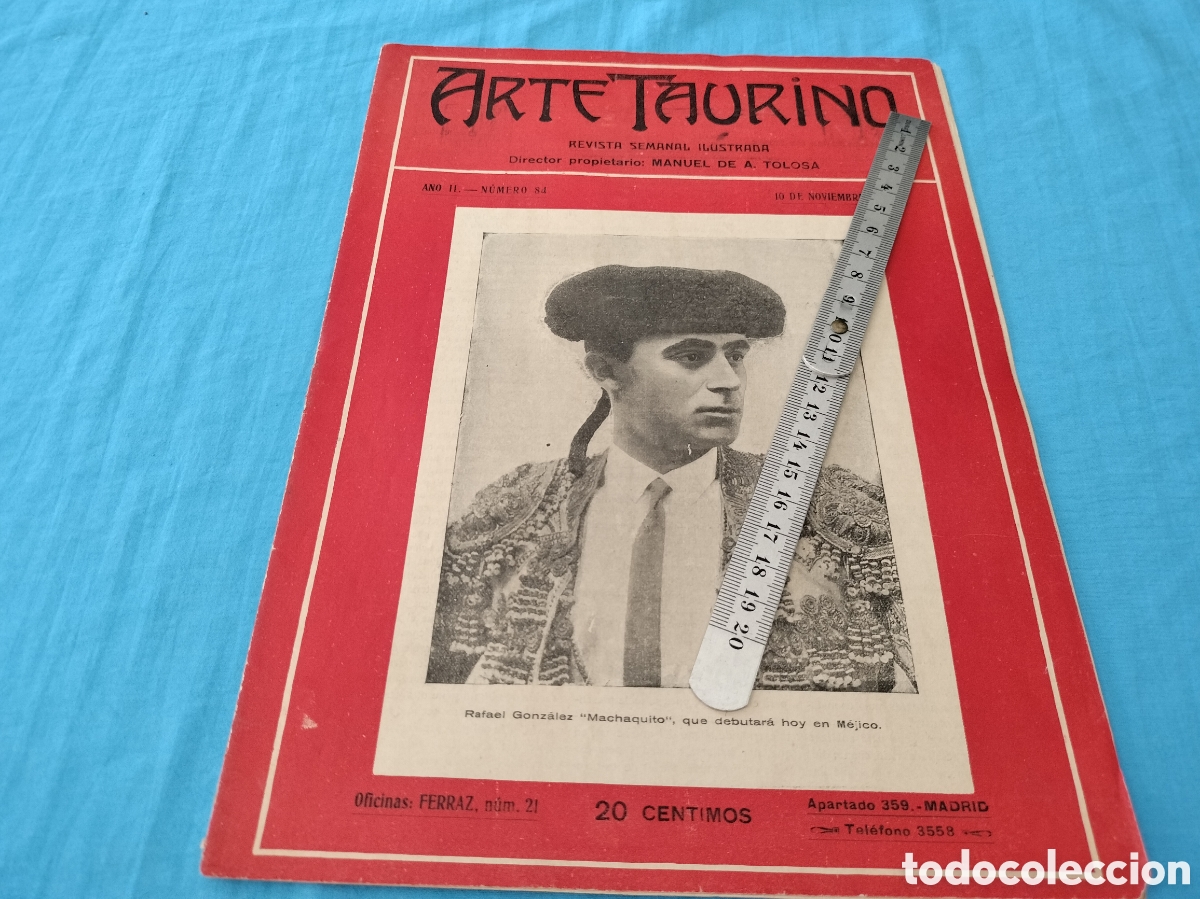 ARTE TAURINO
REVISTA SEMANAL ILUSTRADA
Director propietario: MANUEL DE A. TOLOSA
AÑO II.—NÚMERO 84
10 DE NOVIEMBRE
1 2 3 4 5 6 7 8 9 10 11 12 13 14 15 16 17 18 19 20
Rafael González "Machaquito", que debutará hoy en Méjico.
Oficinas: FERRAZ, núm. 21
20 CENTIMOS
Apartado 359.-MADRID
Teléfono 3558
todocoleccion